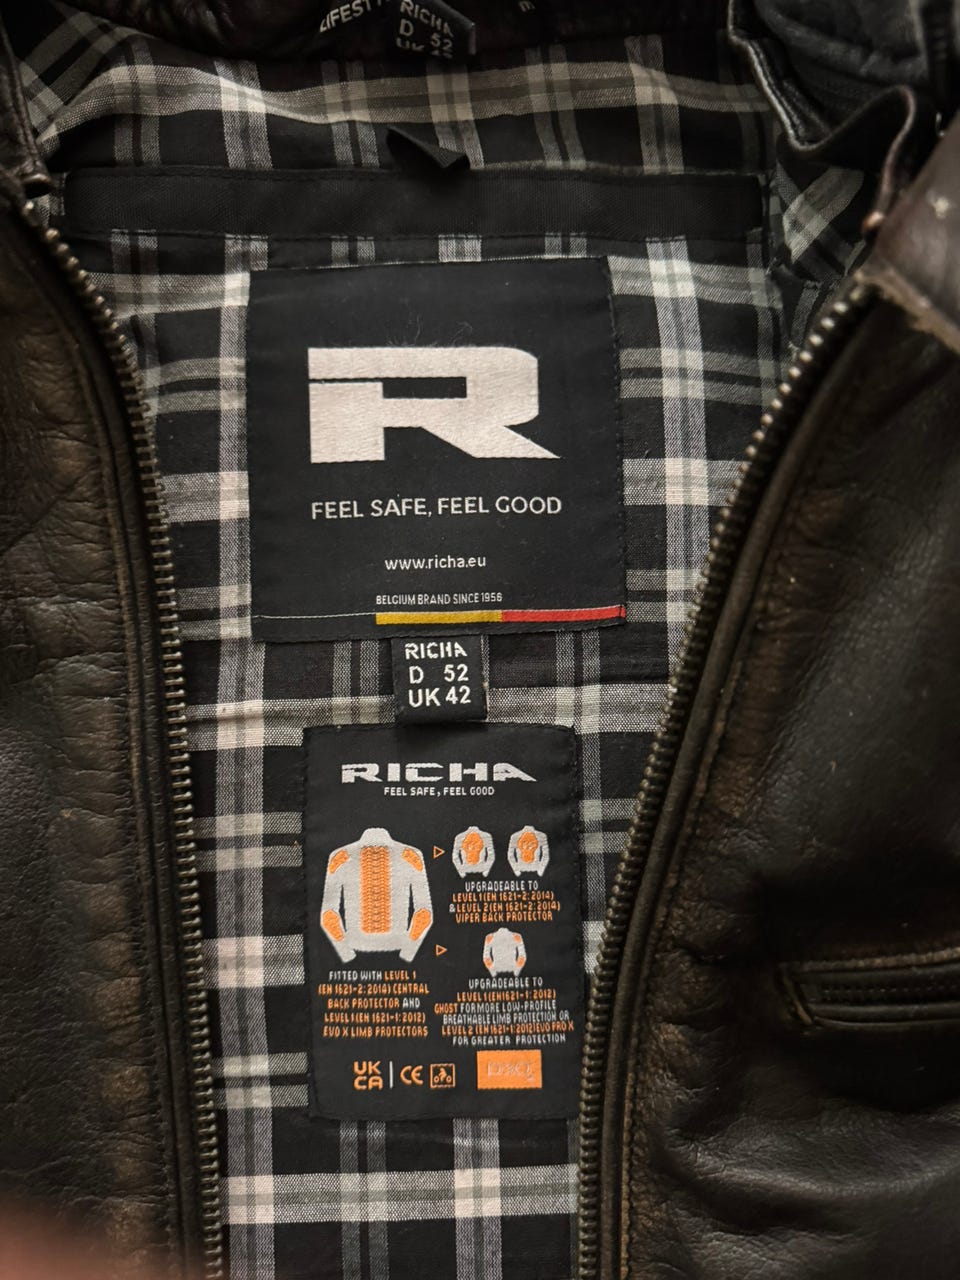 LIFESTY
RICHA
D 52
UK
R
FEEL SAFE, FEEL GOOD
www.richa.eu
BELGIUM BRAND SINCE 1956
RICHA
D 52
UK 42
RICHA
FEEL SAFE, FEEL GOOD
UPGRADEABLE TO
LEVEL 1 (EN 1621-2:2014)
& LEVEL 2 (EN 1621-2:2014)
VIPER BACK PROTECTOR
FITTED WITH LEVEL 1
(EN 1621-2:2014) CENTRAL
BACK PROTECTOR AND
LEVEL 1 (EN 1621-1:2012)
EVO X LIMB PROTECTORS
UPGRADEABLE TO
LEVEL 1 (EN1621-1:2012)
GHOST FOR MORE LOW-PROFILE
BREATHABLE LIMB PROTECTION OR
LEVEL 2 (EN 1621-1:2012) EVO PRO X
FOR GREATER PROTECTION
UK
CA
CE